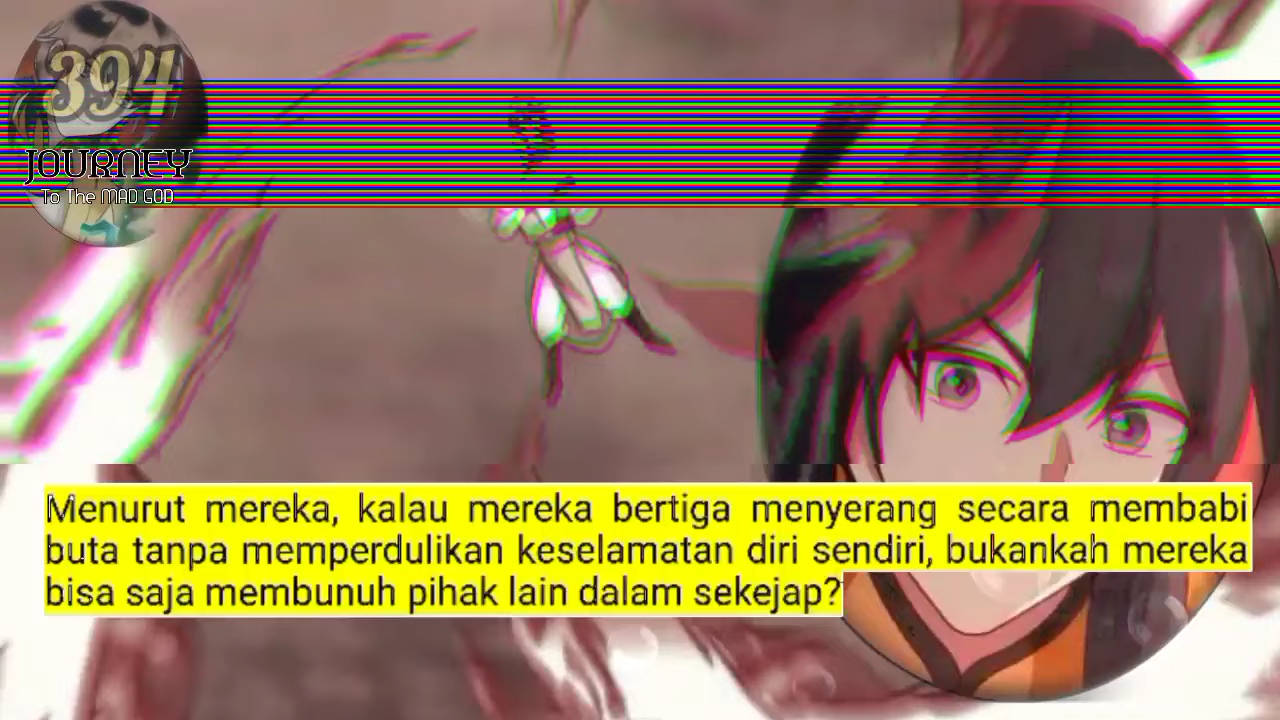 394
JOURNEY
To The MAD GOD
Menurut mereka, kalau mereka bertiga menyerang secara membabi
buta tanpa memperdulikan keselamatan diri sendiri, bukankah mereka
bisa saja membunuh pihak lain dalam sekejap?